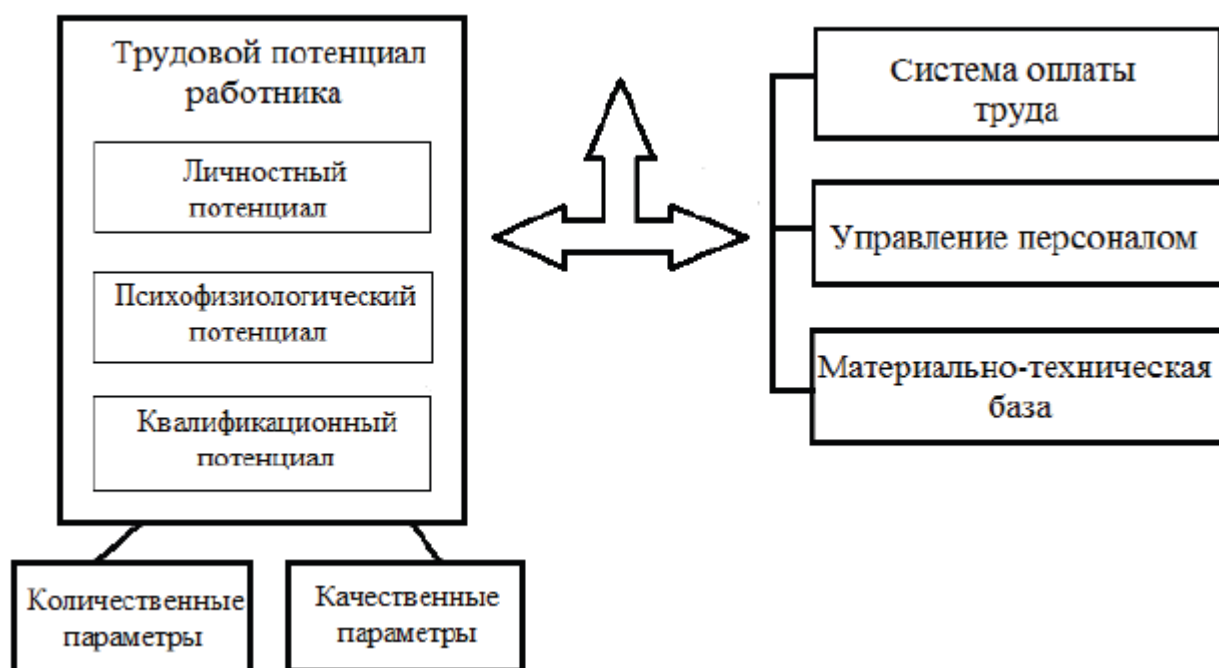 Трудовой потенциал
работника
Личностный
потенциал
Психофизиологический
потенциал
Квалификационный
потенциал
Количественные
параметры
Качественные
параметры
Система оплаты
труда
Управление персоналом
Материально-техническая
база